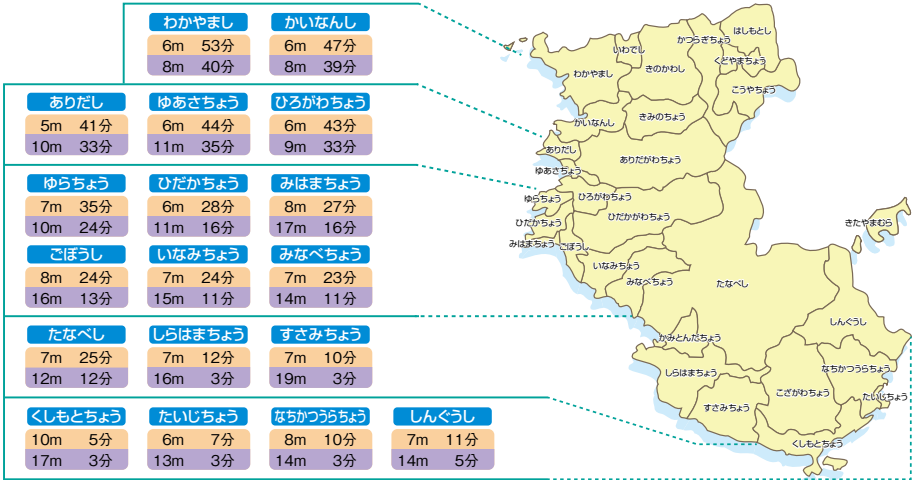 わかやまし かいなんし
6m 53分 6m 47分
8m 40分 8m 39分
ありだし ゆあさちょう ひろがわちょう
5m 41分 6m 44分 6m 43分
10m 33分 11m 35分 9m 33分
ゆらちょう ひだかちょう みはまちょう
7m 35分 6m 28分 8m 27分
10m 24分 11m 16分 17m 16分
ごぼうし いなみちょう みなべちょう
8m 24分 7m 24分 7m 23分
16m 13分 15m 11分 14m 11分
たなべし しらはまちょう すさみちょう
7m 25分 7m 12分 7m 10分
12m 12分 16m 3分 19m 3分
くしもとちょう たいじちょう なちかつうらちょう しんぐうし
10m 5分 6m 7分 8m 10分 7m 11分
17m 3分 13m 3分 14m 3分 14m 5分
はしもとし
かつらぎちょう
いわでし
くどやまちょう
きのかわし
わかやまし
こうやちょう
きみのちょう
かいなんし
ありだし
ありだがわちょう
ゆあさちょう
ひろがわちょう
ゆらちょう
ひだかがわちょう
ひだかちょう
きたやまむら
みはまちょう
ごぼうし
いなみちょう
みなべちょう
たなべし
しんぐうし
かみとんだちょう
なちかつうらちょう
しらはまちょう
こざがわちょう
たいじちょう
すさみちょう
くしもとちょう